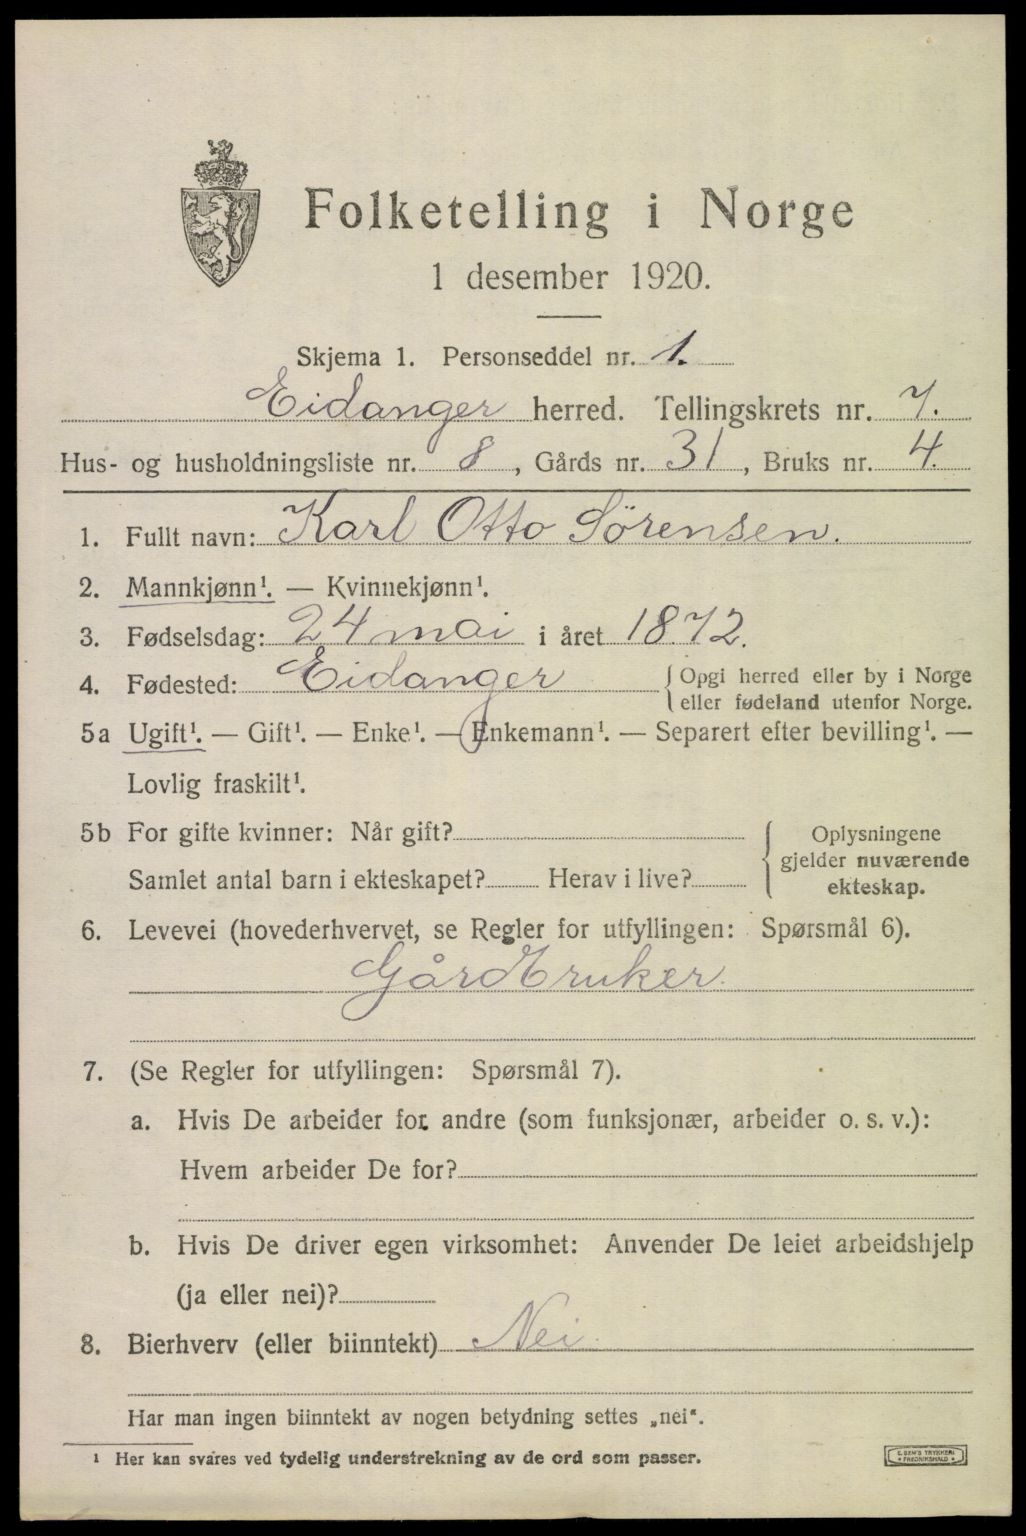 Folketelling i Norge
1 desember 1920.
Skjema 1. Personseddel nr. 1.
Eidanger herred. Tellingskrets nr. 7.
Hus- og husholdningsliste nr. 8, Gårds nr. 31, Bruks nr. 4.
1. Fullt navn: Karl Otto Sörensen.
2. Mannkjønn¹. — Kvinnekjønn¹.
3. Fødselsdag: 24 mai i året 1872.
4. Fødested: Eidanger { Opgi herred eller by i Norge
eller fødeland utenfor Norge.
5a Ugift¹. — Gift¹. — Enke¹. — Enkemann¹. — Separert efter bevilling¹. —
Lovlig fraskilt¹.
5b For gifte kvinner: Når gift?
Samlet antal barn i ekteskapet? Herav i live?
{ Oplysningene
gjelder nuværende
ekteskap.
6. Levevei (hovederhvervet, se Regler for utfyllingen: Spørsmål 6).
Gårdbruker.
7. (Se Regler for utfyllingen: Spørsmål 7).
a. Hvis De arbeider for andre (som funksjonær, arbeider o. s. v.):
Hvem arbeider De for?
b. Hvis De driver egen virksomhet: Anvender De leiet arbeidshjelp
(ja eller nei)?
8. Bierhverv (eller biinntekt) Nei.
Har man ingen biinntekt av nogen betydning settes „nei“.
¹ Her kan svares ved tydelig understrekning av de ord som passer.
E. SEM'S TRYKKERI
• FREDRIKSHALD •